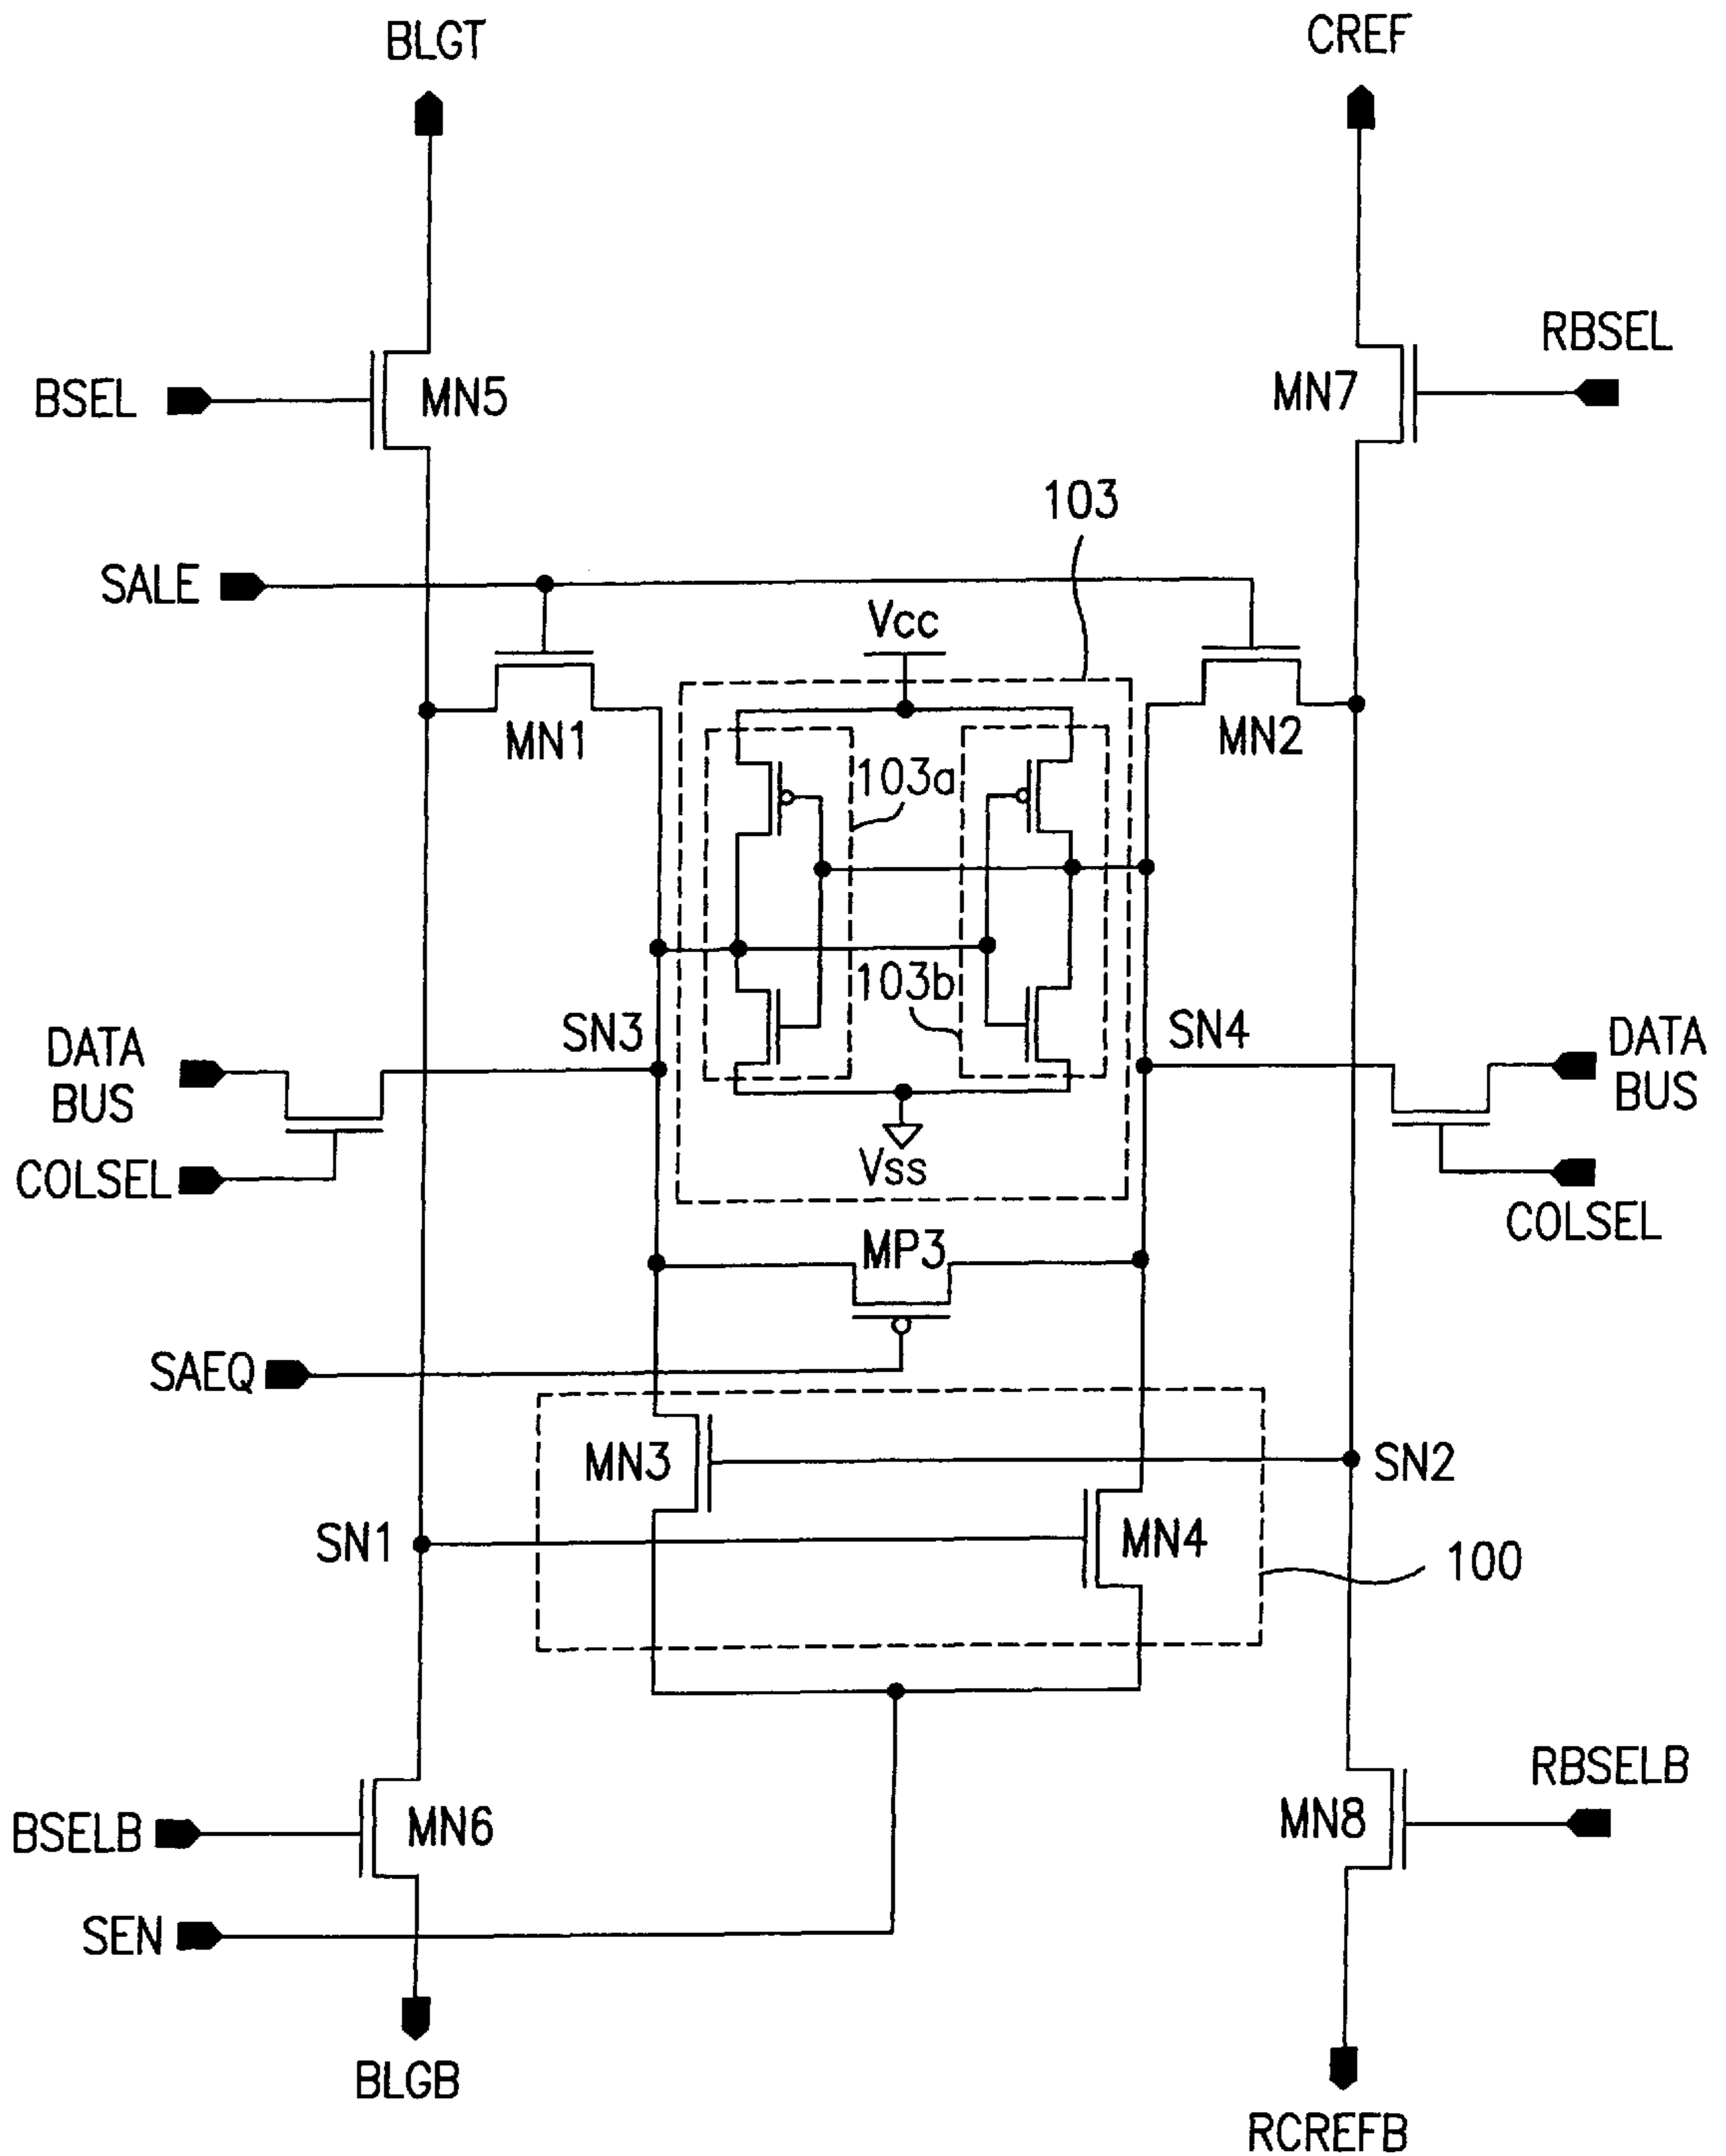 BLGT
CREF
RBSEL
BSEL
MN5
MN7
103
SALE
Vcc
MN1
MN2
103a
103b
SN3
SN4
DATA
BUS
DATA
BUS
COLSEL
Vss
COLSEL
MP3
SAEQ
MN3
SN2
SN1
MN4
100
RBSELB
BSELB
MN6
MN8
SEN
BLGB
RCREFB